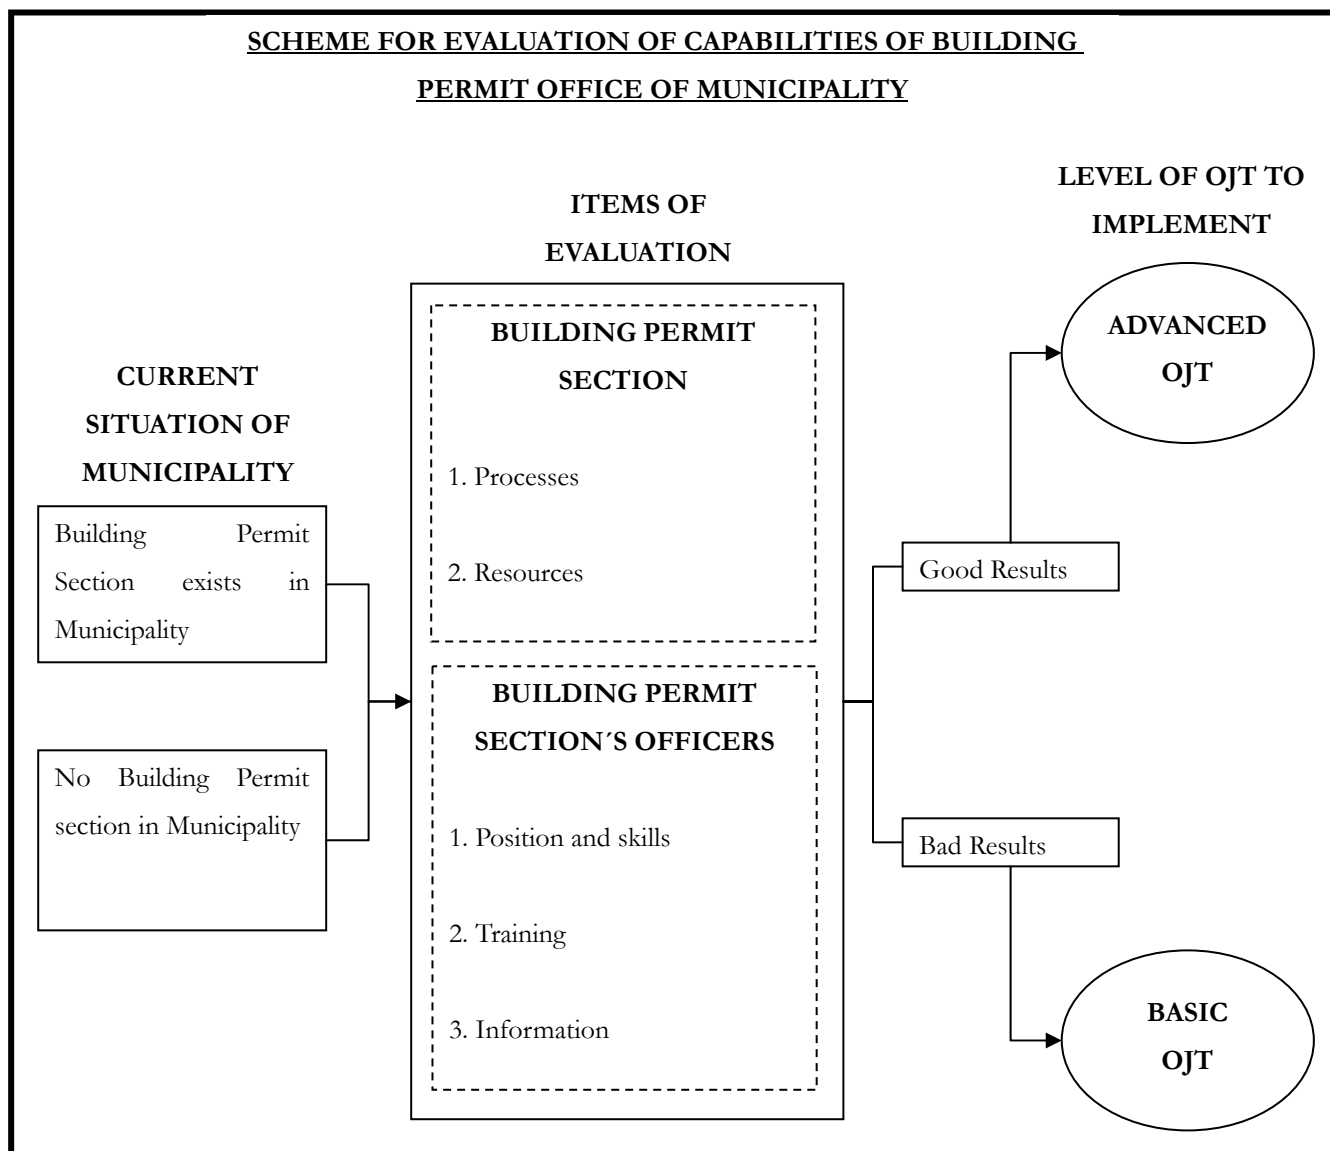 SCHEME FOR EVALUATION OF CAPABILITIES OF BUILDING
PERMIT OFFICE OF MUNICIPALITY
CURRENT
SITUATION OF
MUNICIPALITY
Building Permit
Section exists in
Municipality
No Building Permit
section in Municipality
ITEMS OF
EVALUATION
BUILDING PERMIT
SECTION
1. Processes
2. Resources
BUILDING PERMIT
SECTION´S OFFICERS
1. Position and skills
2. Training
3. Information
LEVEL OF OJT TO
IMPLEMENT
ADVANCED
OJT
Good Results
Bad Results
BASIC
OJT